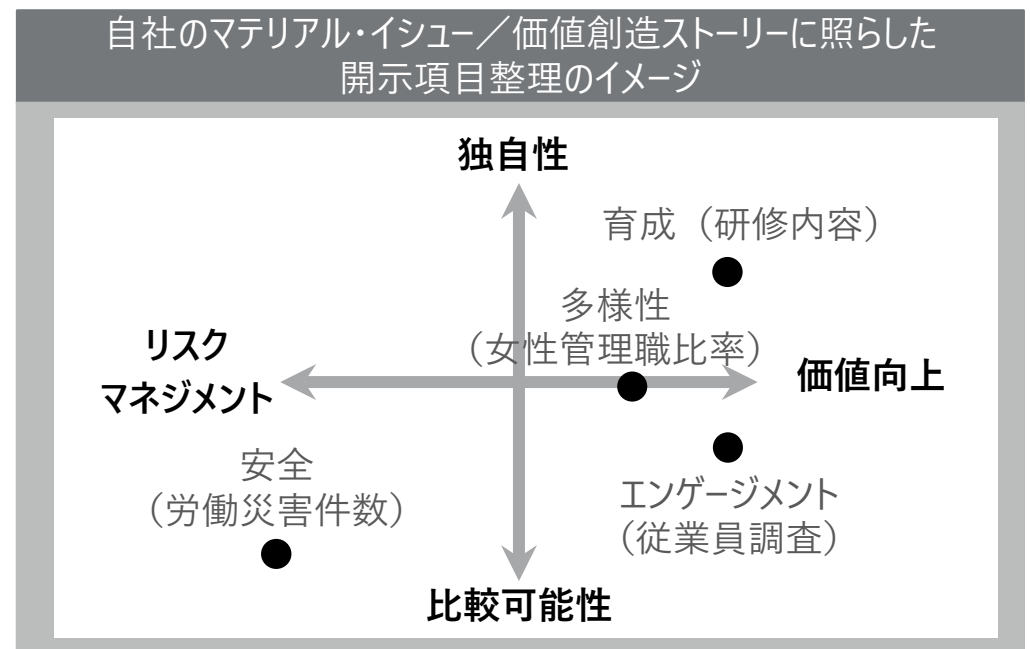 自社のマテリアル・イシュー／価値創造ストーリーに照らした
開示項目整理のイメージ
独自性
育成（研修内容）
多様性
（女性管理職比率）
リスク
マネジメント
価値向上
安全
（労働災害件数）
エンゲージメント
（従業員調査）
比較可能性